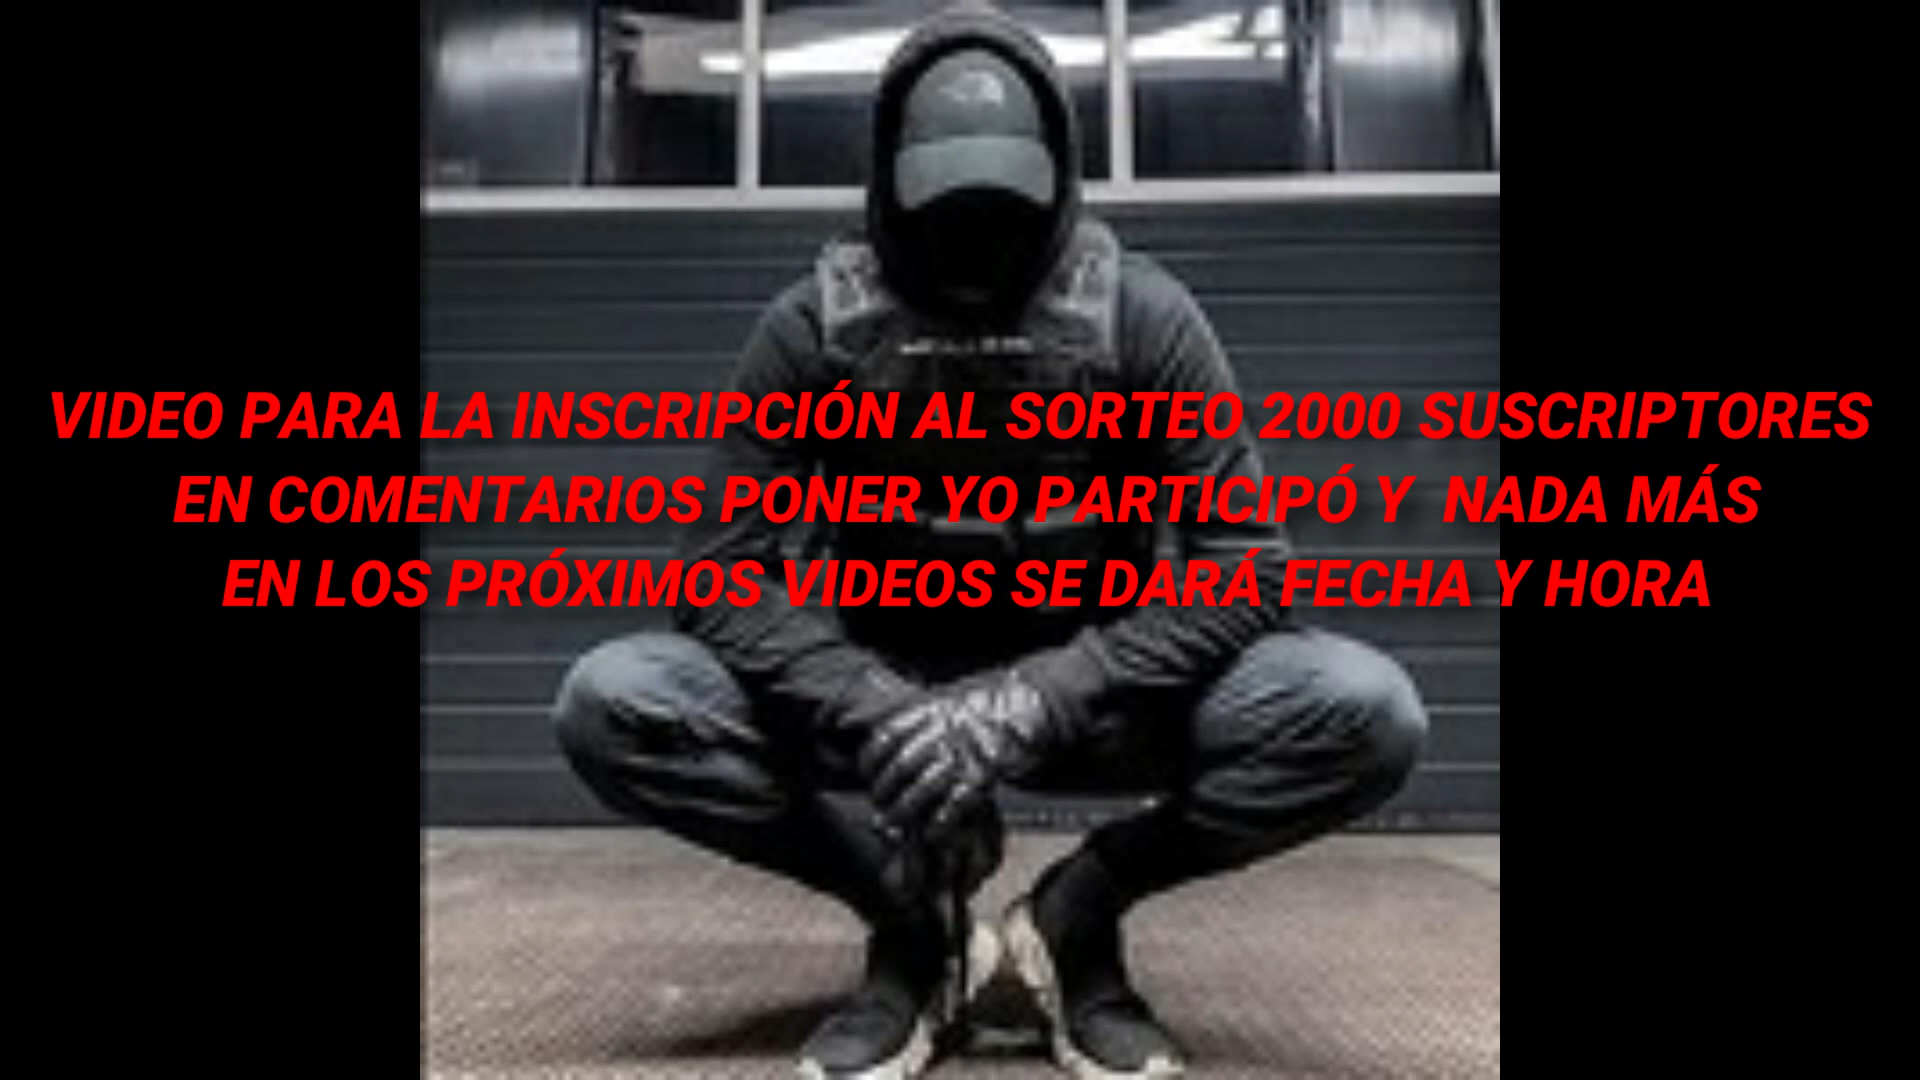 VIDEO PARA LA INSCRIPCIÓN AL SORTEO 2000 SUSCRIPTORES
EN COMENTARIOS PONER YO PARTICIPÓ Y NADA MÁS
EN LOS PRÓXIMOS VIDEOS SE DARÁ FECHA Y HORA